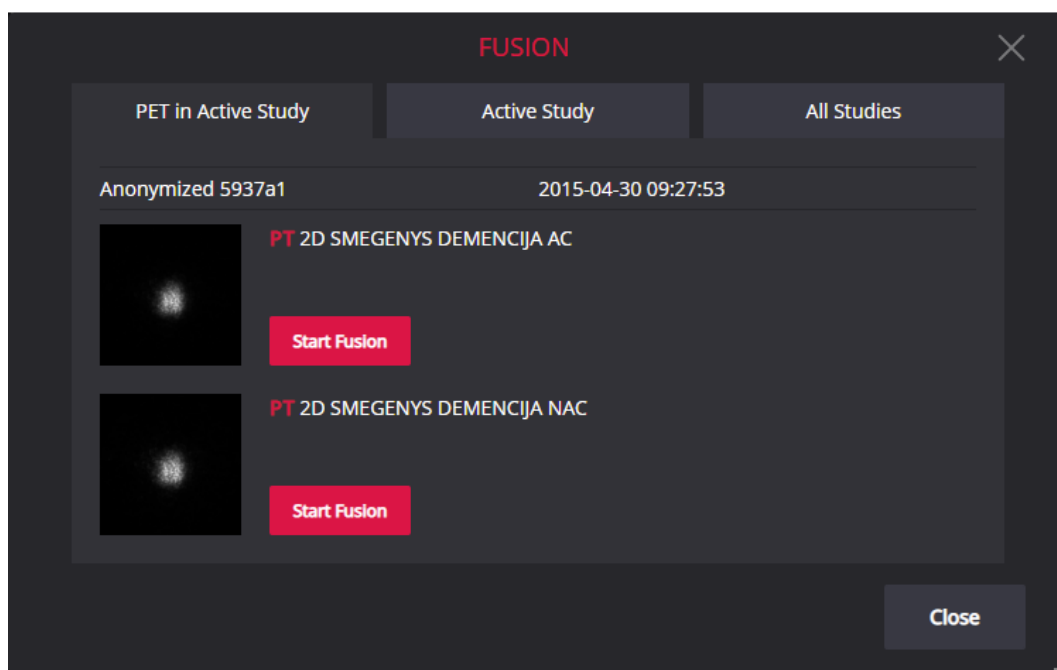 FUSION
PET in Active Study
Active Study
All Studies
Anonymized 5937a1
2015-04-30 09:27:53
PT 2D SMEGENYS DEMENCIJA AC
Start Fusion
PT 2D SMEGENYS DEMENCIJA NAC
Start Fusion
Close